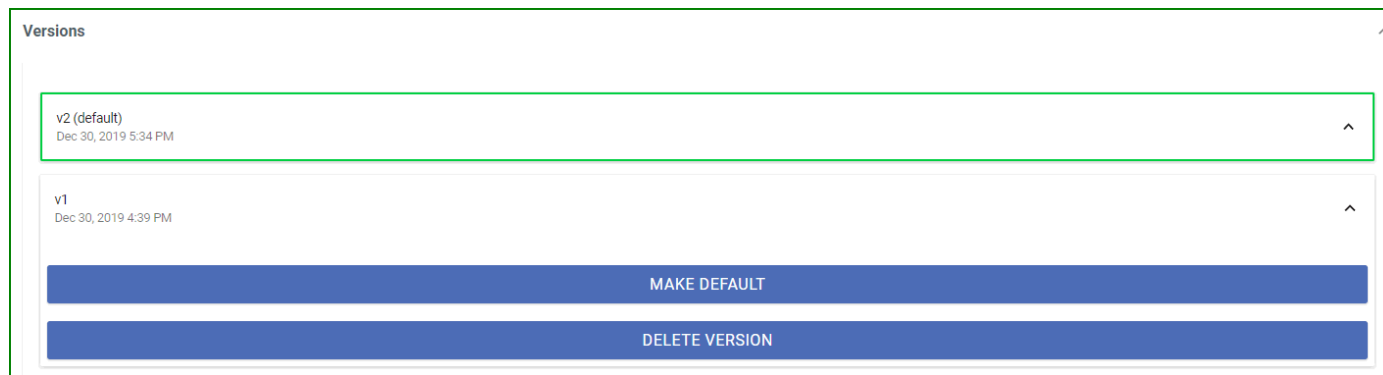 Versions
v2 (default)
Dec 30, 2019 5:34 PM
v1
Dec 30, 2019 4:39 PM
MAKE DEFAULT
DELETE VERSION